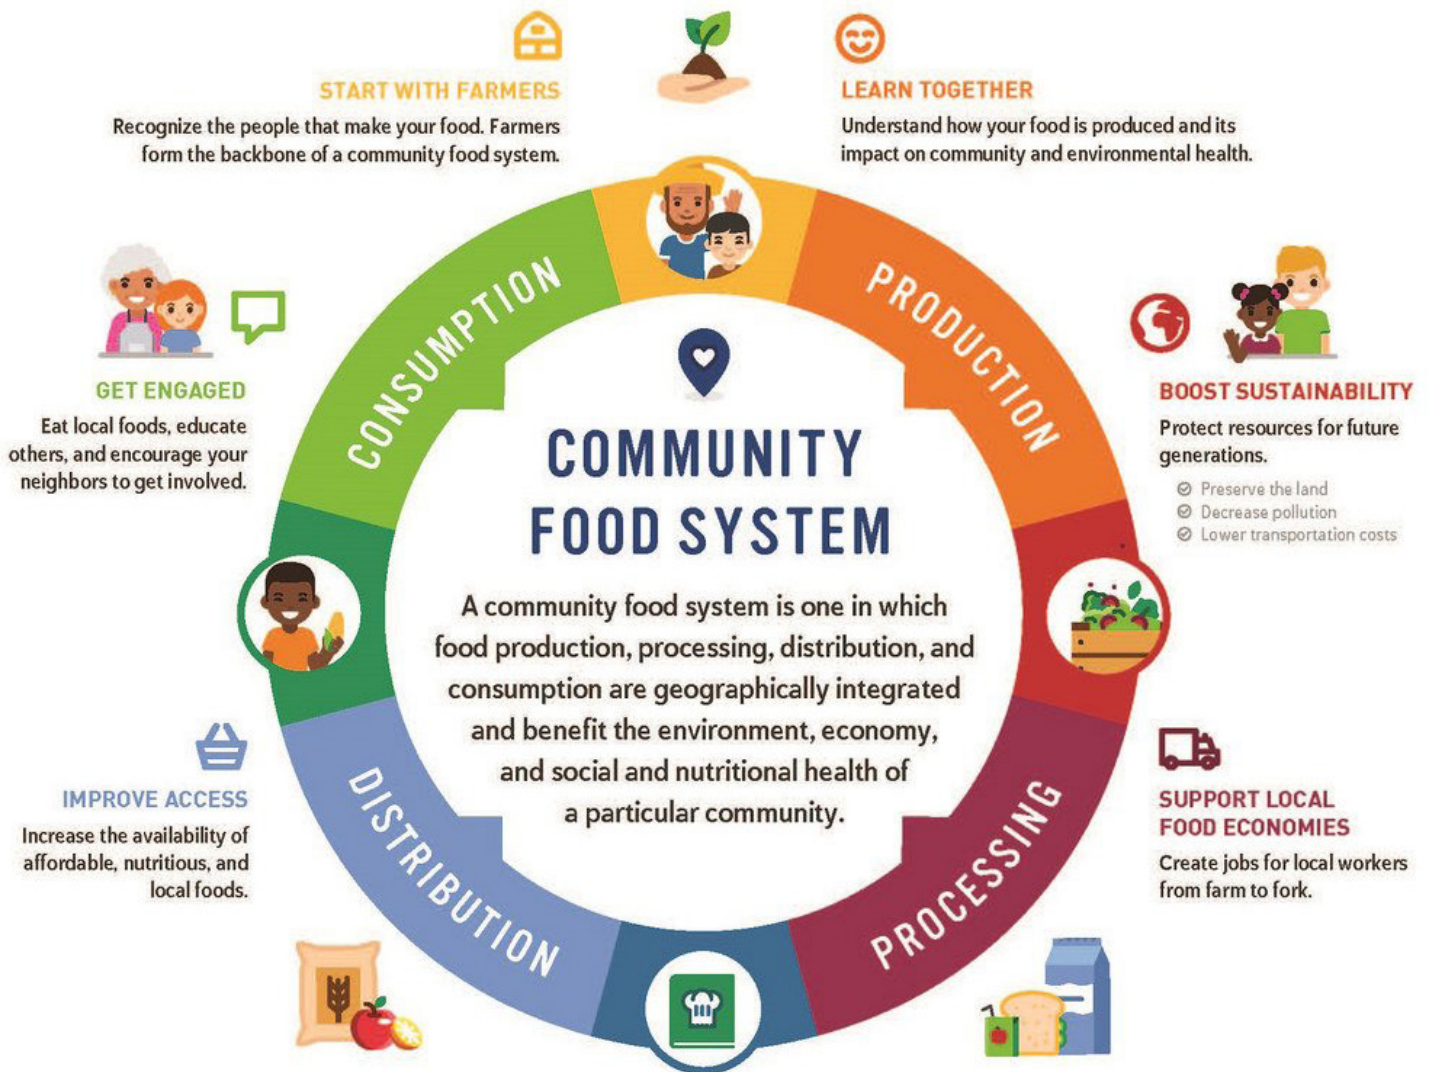 START WITH FARMERS
Recognize the people that make your food. Farmers
form the backbone of a community food system.
LEARN TOGETHER
Understand how your food is produced and its
impact on community and environmental health.
GET ENGAGED
Eat local foods, educate
others, and encourage your
neighbors to get involved.
CONSUMPTION
PRODUCTION
BOOST SUSTAINABILITY
Protect resources for future
generations.
Preserve the land
Decrease pollution
Lower transportation costs
COMMUNITY
FOOD SYSTEM
A community food system is one in which
food production, processing, distribution, and
consumption are geographically integrated
and benefit the environment, economy,
and social and nutritional health of
a particular community.
IMPROVE ACCESS
Increase the availability of
affordable, nutritious, and
local foods.
DISTRIBUTION
PROCESSING
SUPPORT LOCAL
FOOD ECONOMIES
Create jobs for local workers
from farm to fork.